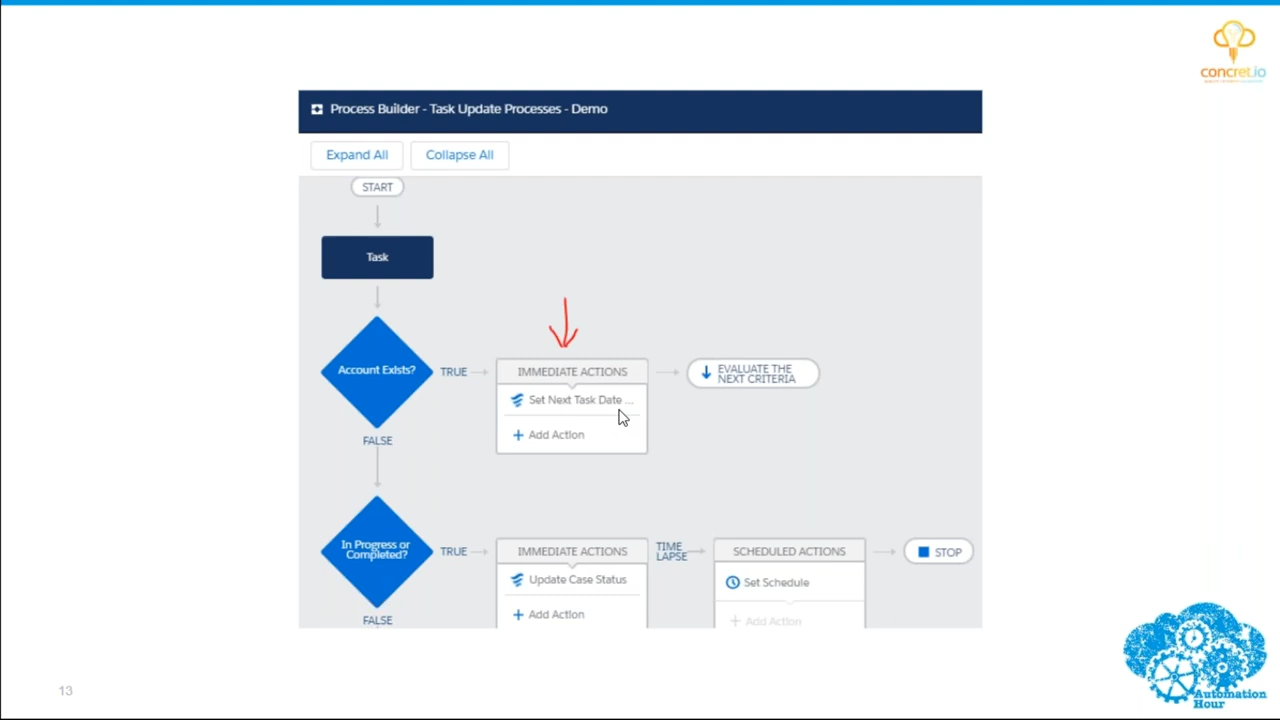 concret.io
Process Builder - Task Update Processes - Demo
Expand All
Collapse All
START
Task
Account Exists?
TRUE
IMMEDIATE ACTIONS
EVALUATE THE
NEXT CRITERIA
Set Next Task Date ...
Add Action
FALSE
In Progress or
Completed?
TRUE
IMMEDIATE ACTIONS
TIME
LAPSE
SCHEDULED ACTIONS
STOP
Update Case Status
Set Schedule
Add Action
Add Action
FALSE
13
Automation
Hour